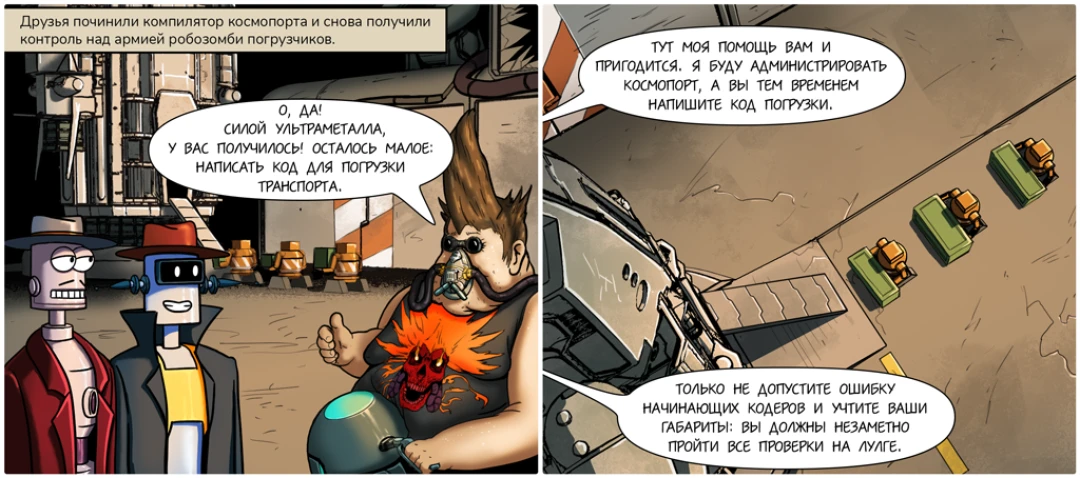 Друзья починили компилятор космопорта и снова получили
контроль над армией робозомби погрузчиков.
О, ДА!
СИЛОЙ УЛЬТРАМЕТАЛЛА,
У ВАС ПОЛУЧИЛОСЬ! ОСТАЛОСЬ МАЛОЕ:
НАПИСАТЬ КОД ДЛЯ ПОГРУЗКИ
ТРАНСПОРТА.
ТУТ МОЯ ПОМОЩЬ ВАМ И
ПРИГОДИТСЯ. Я БУДУ АДМИНИСТРИРОВАТЬ
КОСМОПОРТ, А ВЫ ТЕМ ВРЕМЕНЕМ
НАПИШИТЕ КОД ПОГРУЗКИ.
ТОЛЬКО НЕ ДОПУСТИТЕ ОШИБКУ
НАЧИНАЮЩИХ КОДЕРОВ И УЧТИТЕ ВАШИ
ГАБАРИТЫ: ВЫ ДОЛЖНЫ НЕЗАМЕТНО
ПРОЙТИ ВСЕ ПРОВЕРКИ НА ЛУЛГЕ.